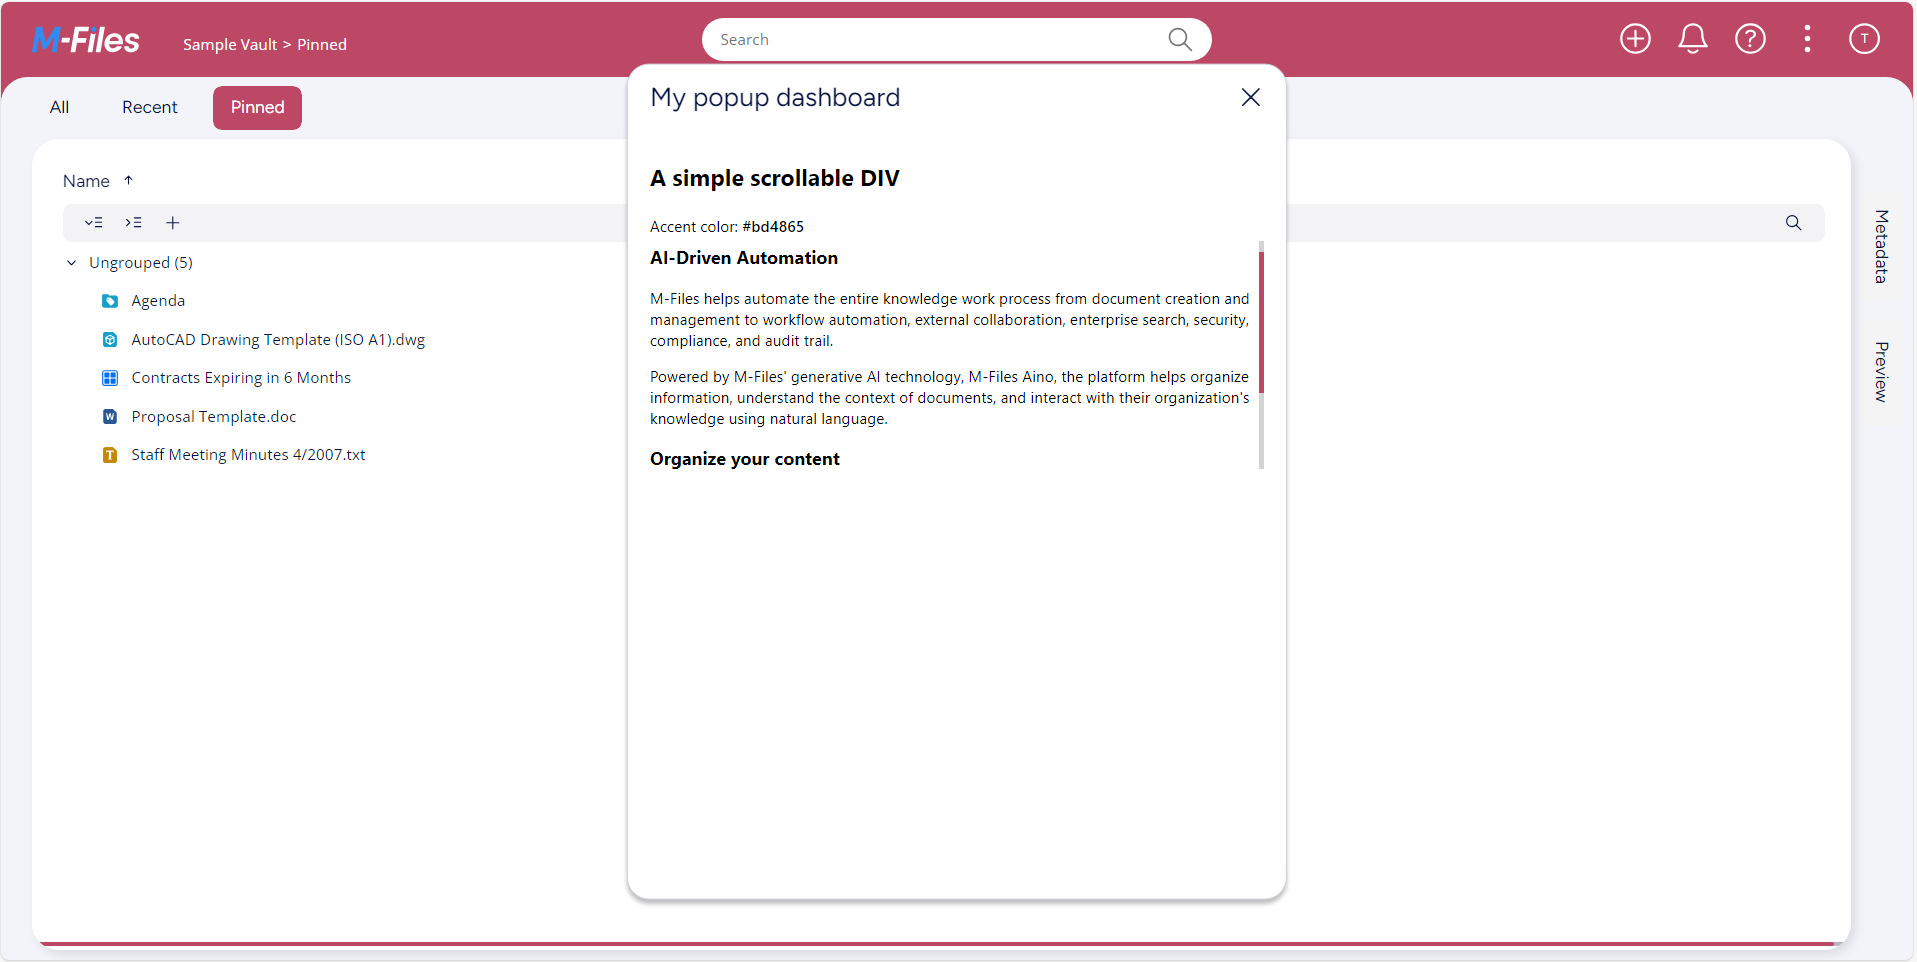 M-Files
Sample Vault > Pinned
Search
T
All
Recent
Pinned
Name
Ungrouped (5)
Agenda
AutoCAD Drawing Template (ISO A1).dwg
Contracts Expiring in 6 Months
Proposal Template.doc
Staff Meeting Minutes 4/2007.txt
My popup dashboard
A simple scrollable DIV
Accent color: #bd4865
AI-Driven Automation
M-Files helps automate the entire knowledge work process from document creation and
management to workflow automation, external collaboration, enterprise search, security,
compliance, and audit trail.
Powered by M-Files' generative AI technology, M-Files Aino, the platform helps organize
information, understand the context of documents, and interact with their organization's
knowledge using natural language.
Organize your content
Metadata
Preview